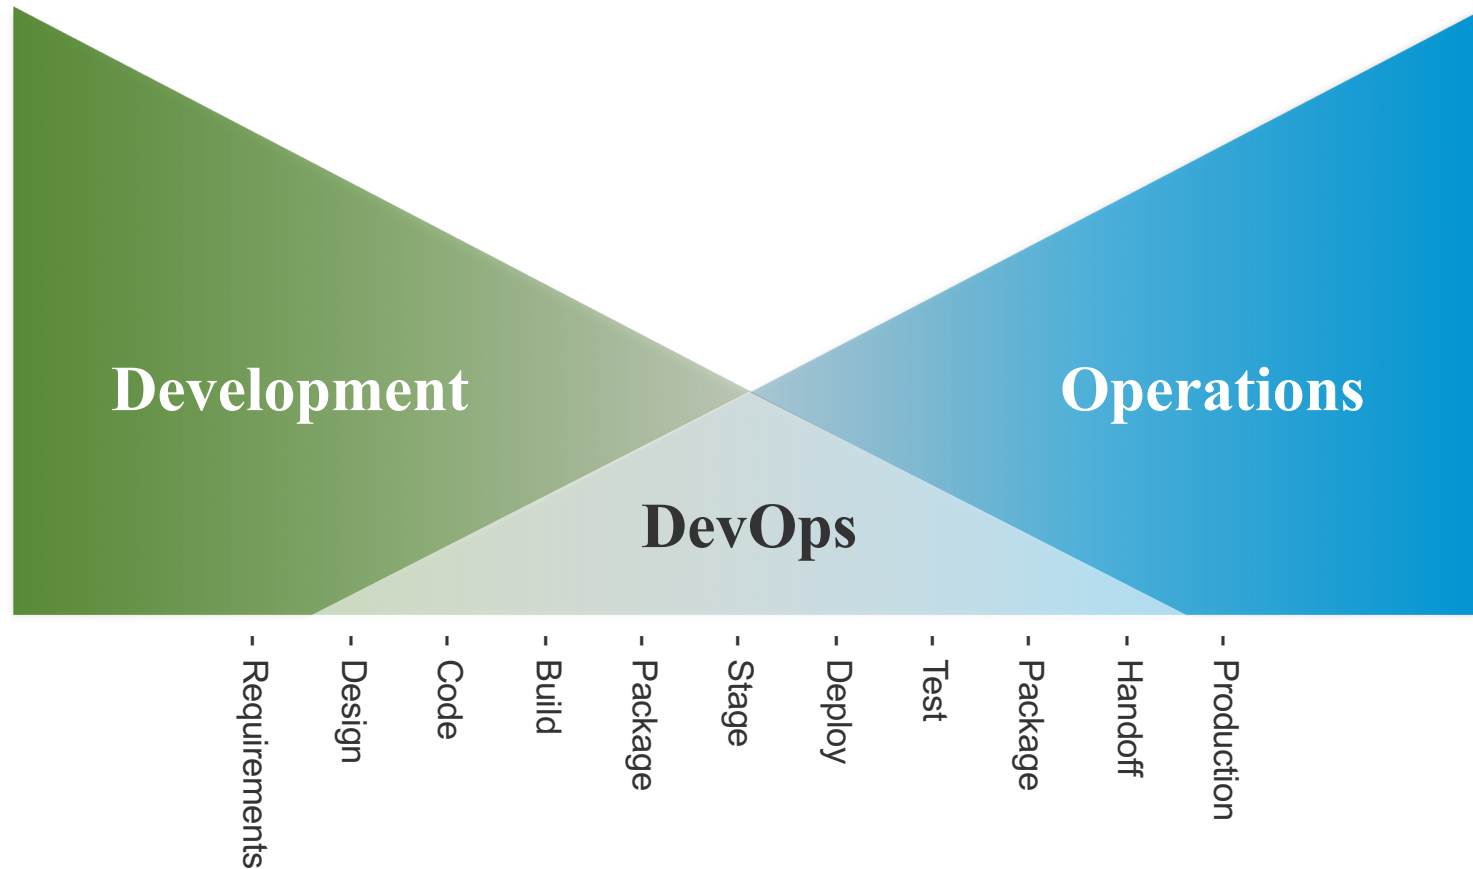 Development
Operations
DevOps
- Requirements
- Design
- Code
- Build
- Package
- Stage
- Deploy
- Test
- Package
- Handoff
- Production